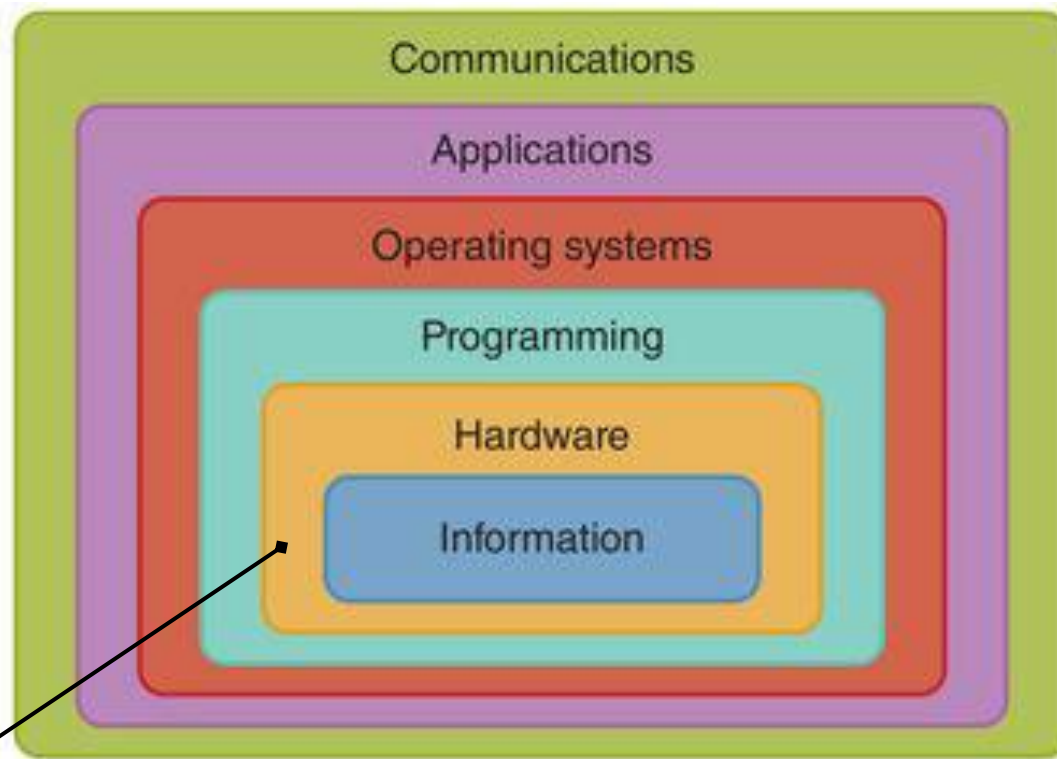 Communications
Applications
Operating systems
Programming
Hardware
Information